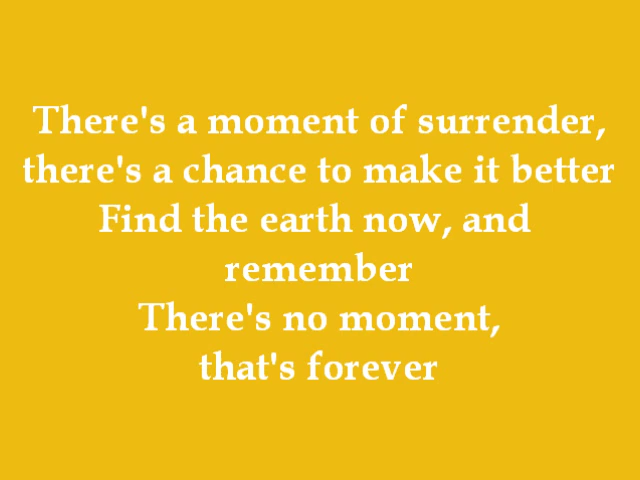 There's a moment of surrender,
there's a chance to make it better
Find the earth now, and
remember
There's no moment,
that's forever